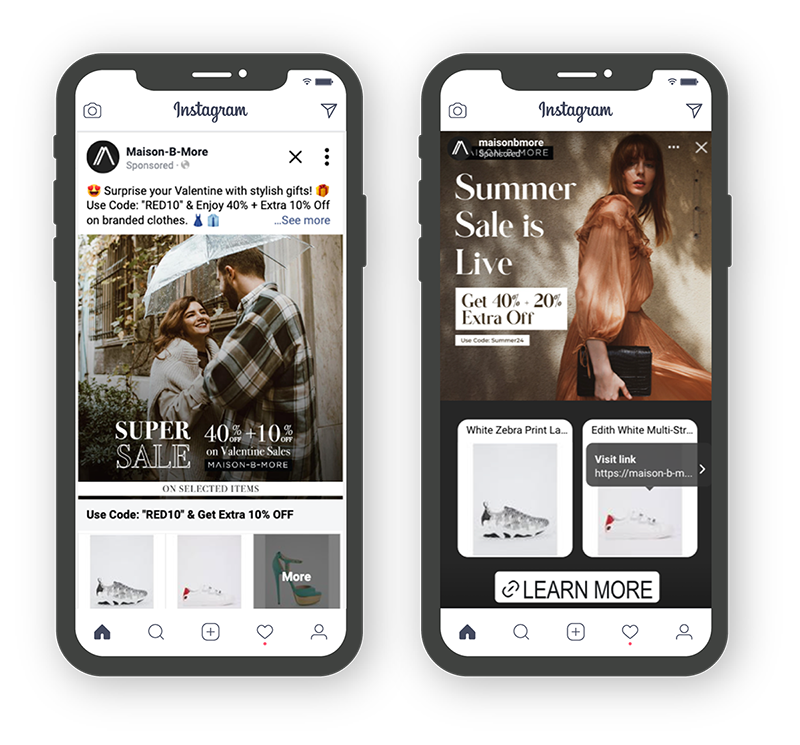 Instagram
Maison-B-More
Sponsored ·
Surprise your Valentine with stylish gifts!
Use Code: "RED10" & Enjoy 40% + Extra 10% Off
on branded clothes. ...See more
SUPER
SALE
40% OFF +10% OFF
on Valentine Sales
MAISON-B-MORE
ON SELECTED ITEMS
Use Code: "RED10" & Get Extra 10% OFF
More
Instagram
maisonbmore
Sponsored
MAISON-B-MORE
Summer
Sale is
Live
Get 40% + 20%
Extra Off
Use Code: Summer24
White Zebra Print La...
Edith White Multi-Str...
Visit link
https://maison-b-m...
LEARN MORE